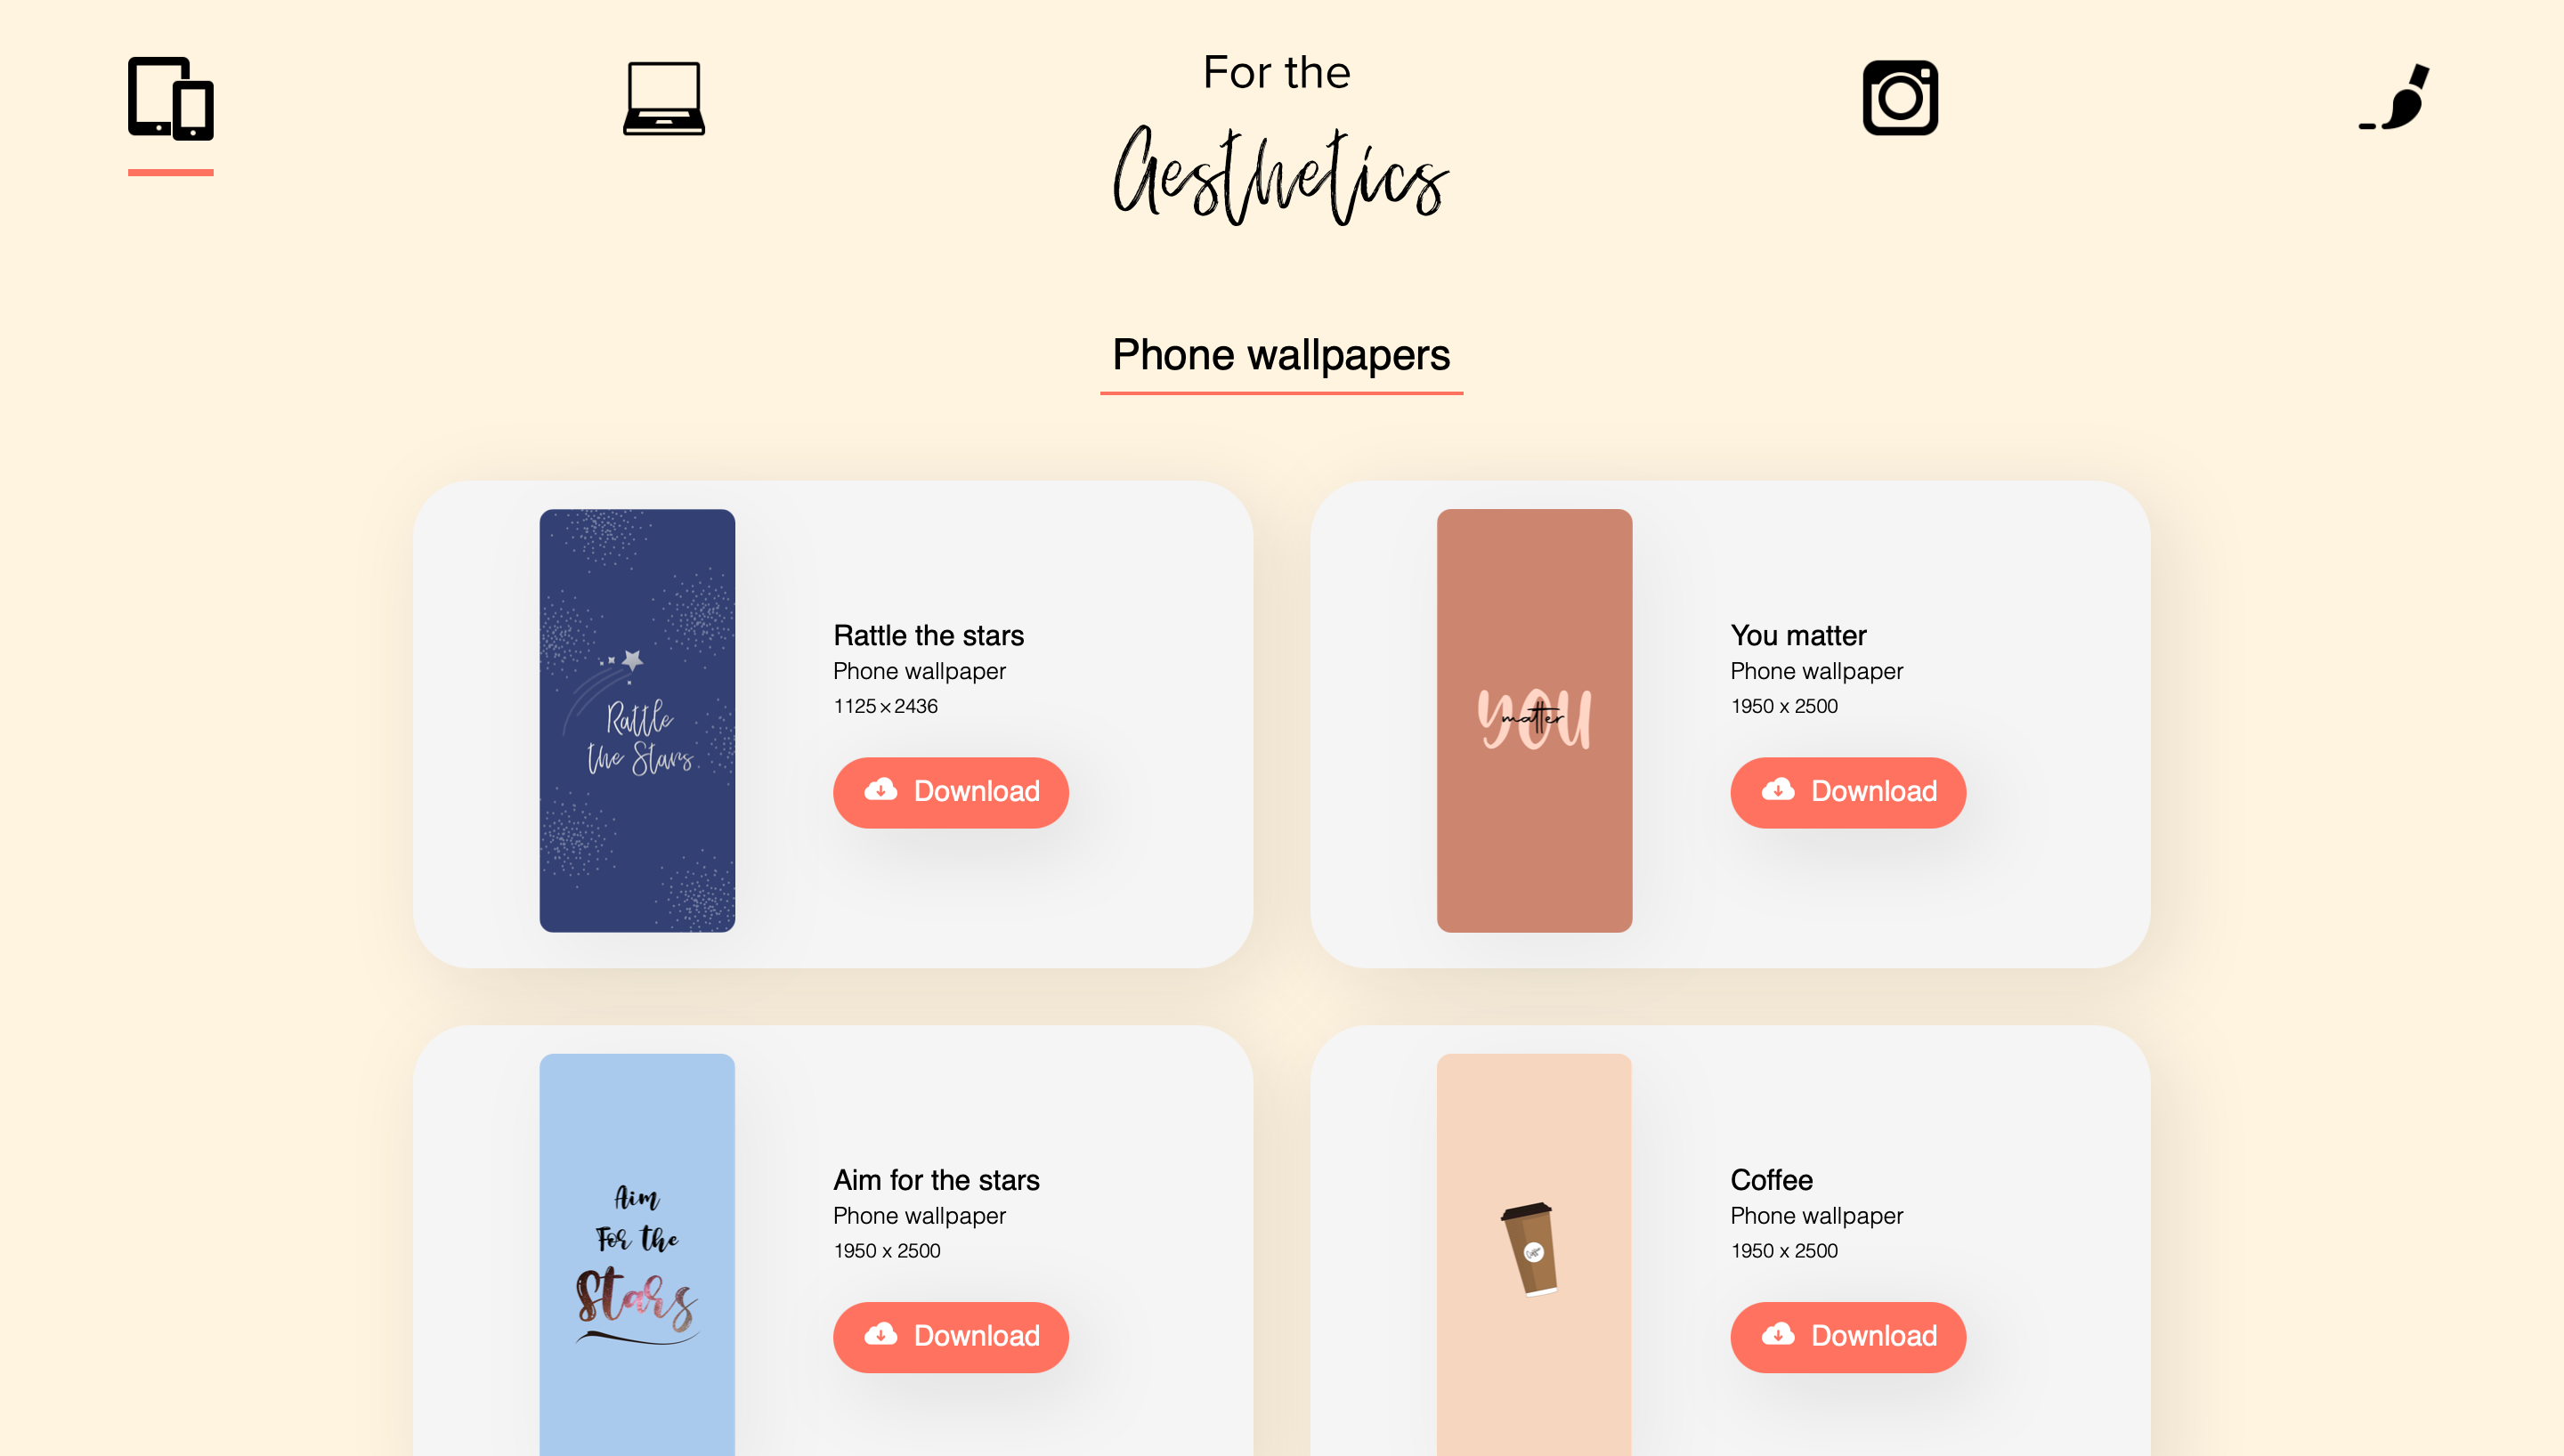 For the
Aesthetics
Phone wallpapers
Rattle
the Stars
Rattle the stars
Phone wallpaper
1125×2436
Download
YOU
matter
You matter
Phone wallpaper
1950 x 2500
Download
Aim
For the
Stars
Aim for the stars
Phone wallpaper
1950 x 2500
Download
Coffee
Phone wallpaper
1950 x 2500
Download